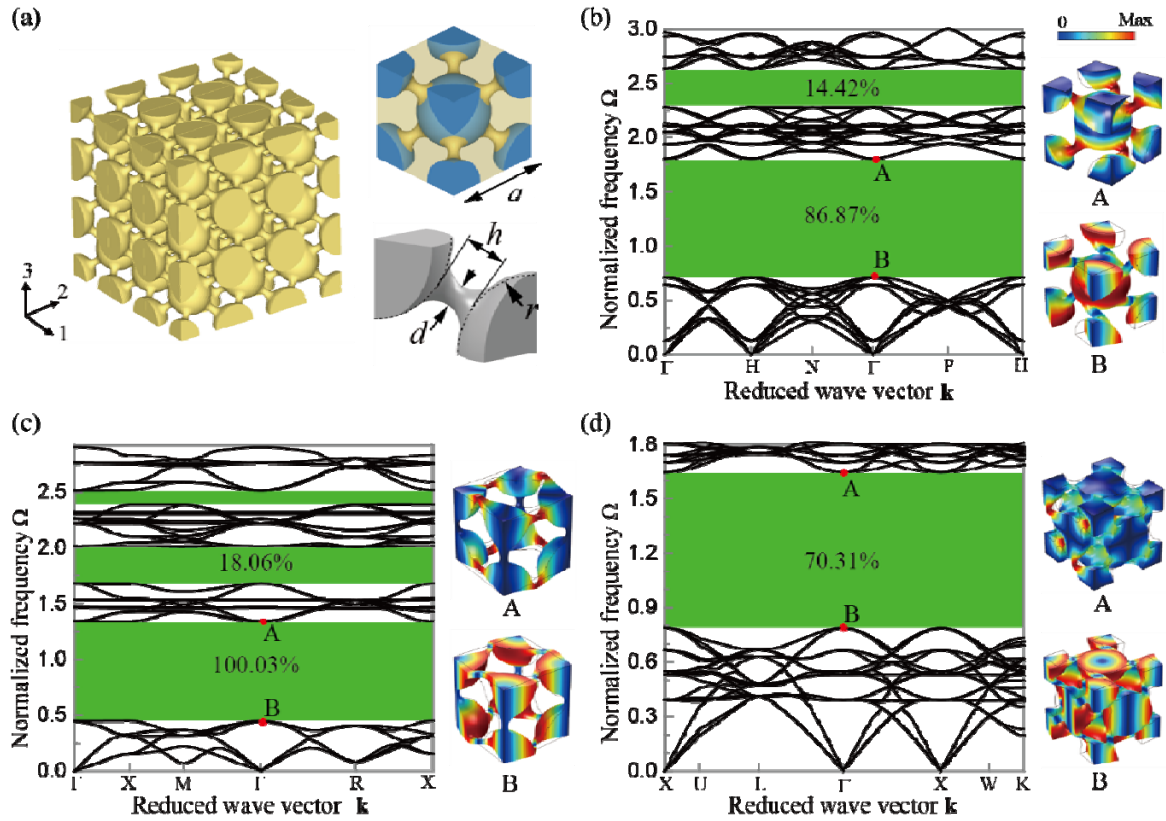 (a)
a
h
d
r
3
2
1
(b)
Normalized frequency Ω
3.0
2.5
2.0
1.5
1.0
0.5
0.0
14.42%
86.87%
A
B
Γ H N Γ P H
Reduced wave vector k
0 Max
A
B
(c)
Normalized frequency Ω
2.5
2.0
1.5
1.0
0.5
0.0
18.06%
100.03%
A
B
Γ X M Γ R X
Reduced wave vector k
A
B
(d)
Normalized frequency Ω
1.8
1.5
1.2
0.9
0.6
0.3
0.0
70.31%
A
B
X U L Γ X W K
Reduced wave vector k
A
B